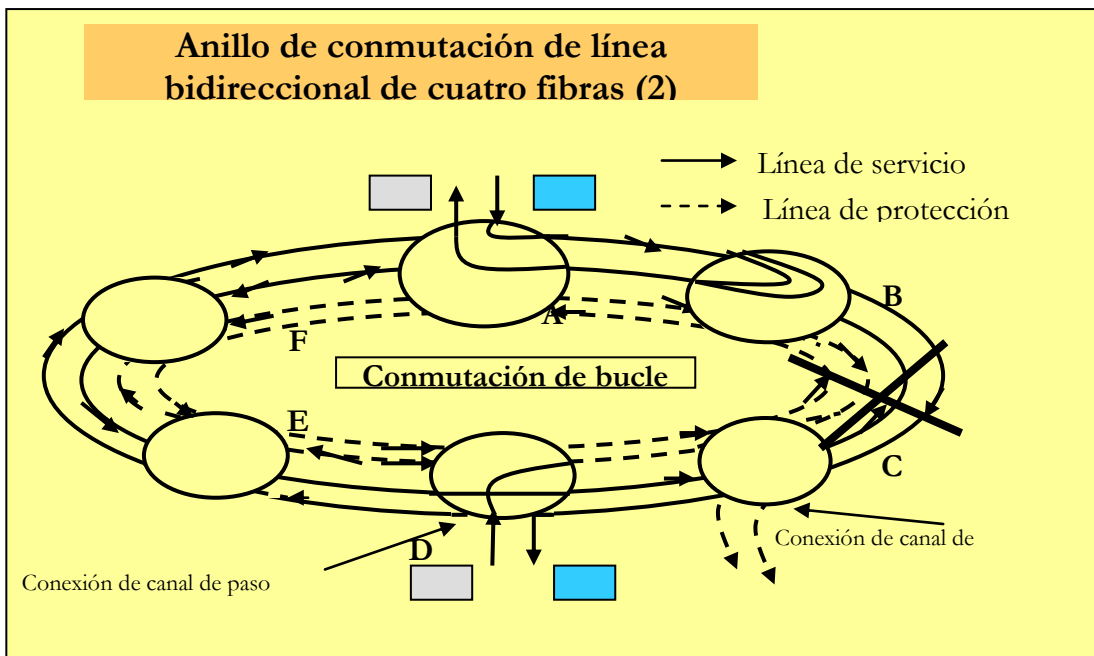 Anillo de conmutación de línea
bidireccional de cuatro fibras (2)
Línea de servicio
Línea de protección
B
A
F
Conmutación de bucle
E
C
Conexión de canal de
D
Conexión de canal de paso